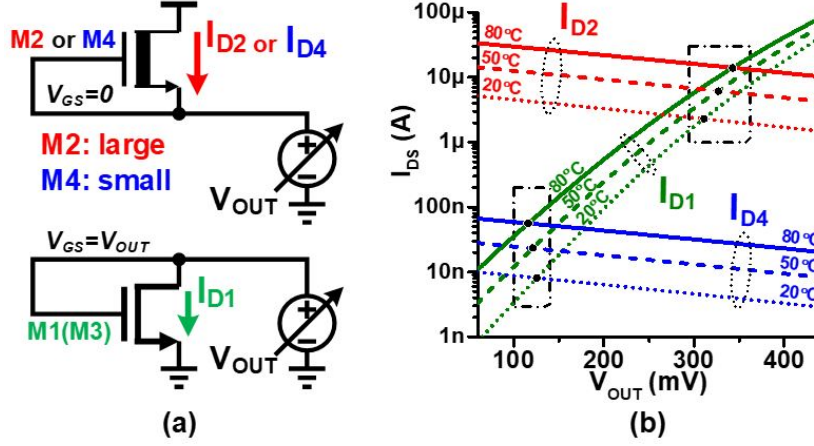 M2 or M4
I_D2 or I_D4
V_GS=0
M2: large
M4: small
V_OUT
V_GS=V_OUT
I_D1
M1(M3)
V_OUT
(a)
I_DS (A)
100μ
10μ
1μ
100n
10n
1n
I_D2
80°C
50°C
20°C
80°C
50°C
20°C
I_D1
I_D4
80°C
50°C
20°C
100
200
300
400
V_OUT (mV)
(b)